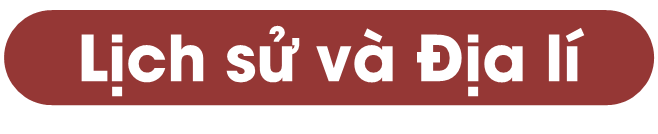 Lịch sử và Địa lí